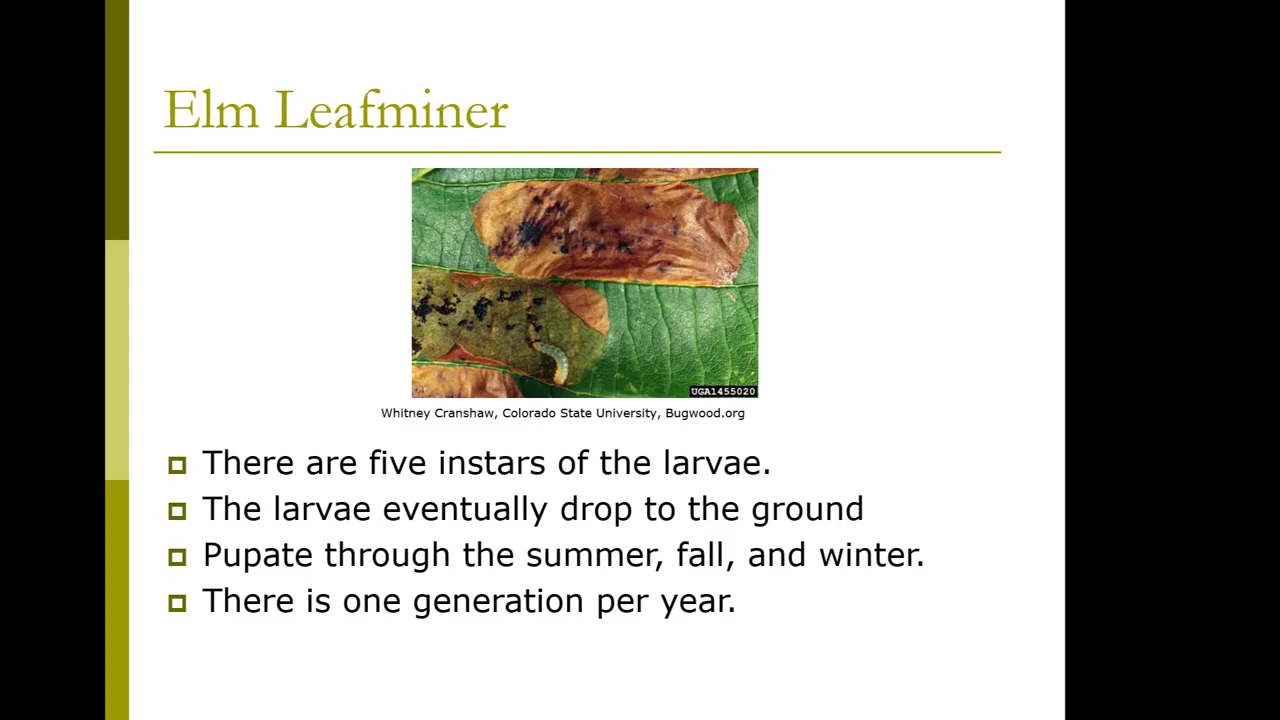 Elm Leafminer
UGA1455020
Whitney Cranshaw, Colorado State University, Bugwood.org
There are five instars of the larvae.
The larvae eventually drop to the ground
Pupate through the summer, fall, and winter.
There is one generation per year.